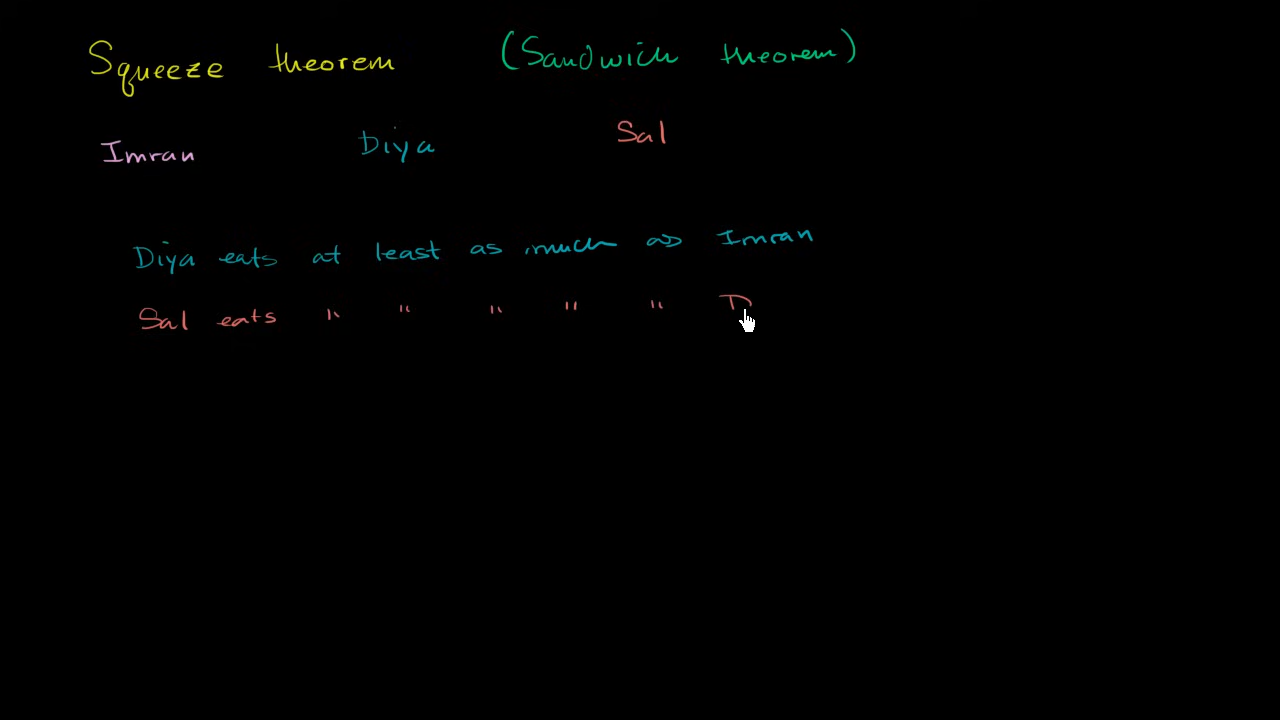 Squeeze theorem (Sandwich theorem)
Imran Diya Sal
Diya eats at least as much as Imran
Sal eats " " " " " D